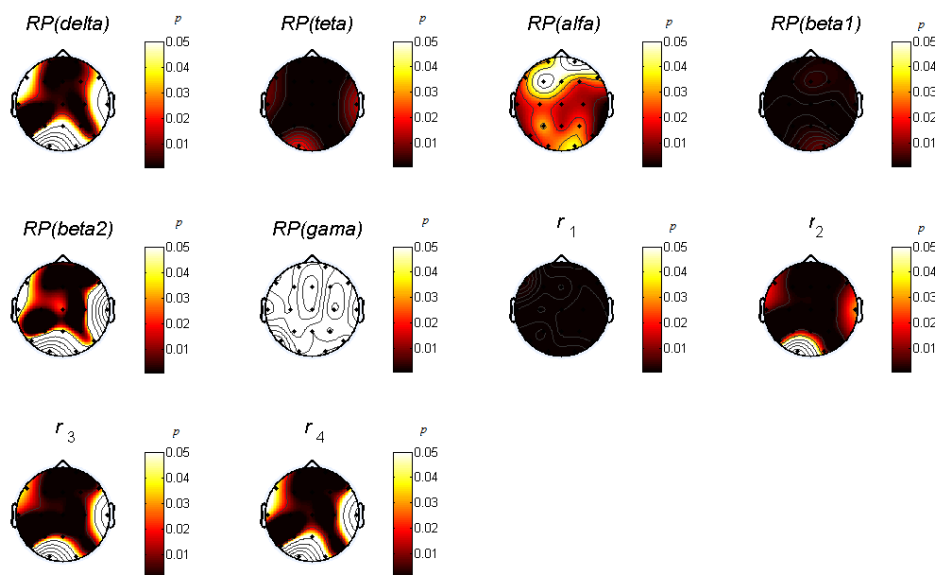 RP(delta) p RP(teta) p RP(alfa) p RP(beta1) p
0.05 0.05 0.05 0.05
0.04 0.04 0.04 0.04
0.03 0.03 0.03 0.03
0.02 0.02 0.02 0.02
0.01 0.01 0.01 0.01
RP(beta2) p RP(gama) p r1 p r2 p
0.05 0.05 0.05 0.05
0.04 0.04 0.04 0.04
0.03 0.03 0.03 0.03
0.02 0.02 0.02 0.02
0.01 0.01 0.01 0.01
r3 p r4 p
0.05 0.05
0.04 0.04
0.03 0.03
0.02 0.02
0.01 0.01